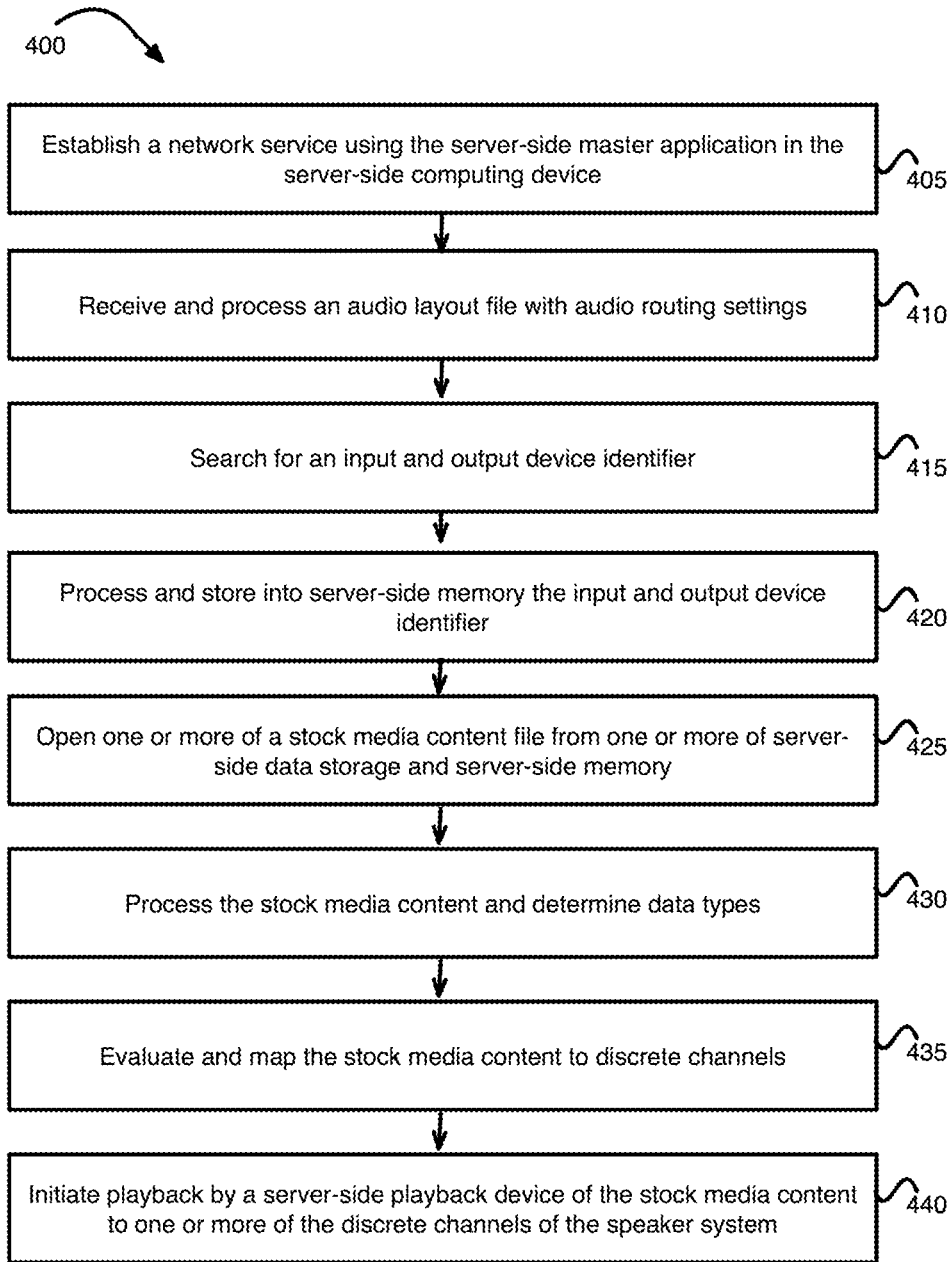 400
Establish a network service using the server-side master application in the
server-side computing device
405
Receive and process an audio layout file with audio routing settings
410
Search for an input and output device identifier
415
Process and store into server-side memory the input and output device
identifier
420
Open one or more of a stock media content file from one or more of server-
side data storage and server-side memory
425
Process the stock media content and determine data types
430
Evaluate and map the stock media content to discrete channels
435
Initiate playback by a server-side playback device of the stock media content
to one or more of the discrete channels of the speaker system
440